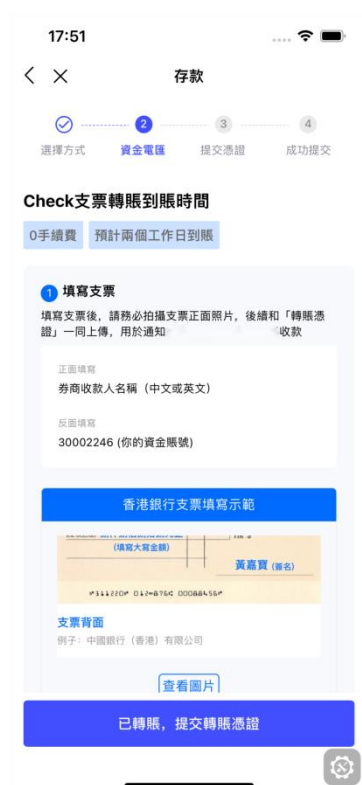 17:51
存款
2
3
4
選擇方式
資金電匯
提交憑證
成功提交
Check支票轉賬到賬時間
0手續費
預計兩個工作日到賬
1 填寫支票
填寫支票後，請務必拍攝支票正面照片，後續和「轉賬憑
證」一同上傳，用於通知 收款
正面填寫
券商收款人名稱（中文或英文）
反面填寫
30002246 (你的資金賬號)
香港銀行支票填寫示範
(填寫大寫金額)
黃嘉寶 (簽名)
支票背面
例子：中國銀行（香港）有限公司
查看圖片
已轉賬，提交轉賬憑證